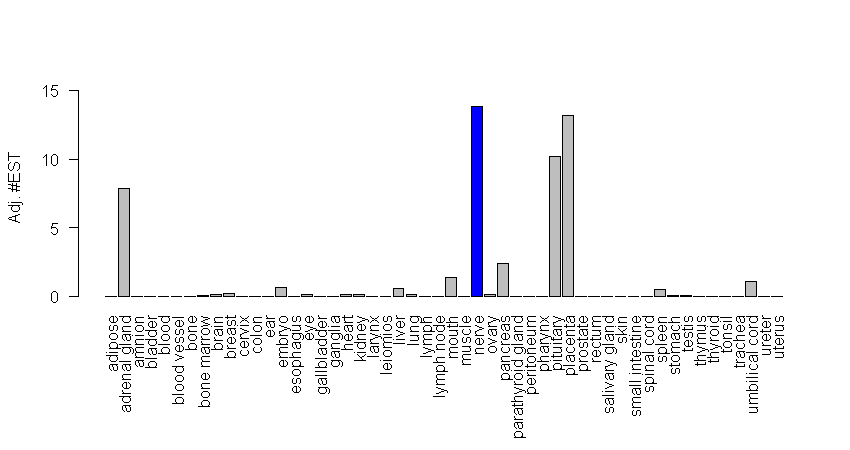 15
10
5
0
Adj. #EST
adipose
adrenal gland
amnion
bladder
blood
blood vessel
bone
bone marrow
brain
breast
cervix
colon
ear
embryo
esophagus
eye
gallbladder
ganglia
heart
kidney
larynx
leiomios
liver
lung
lymph
lymph node
mouth
muscle
nerve
ovary
pancreas
parathyroid gland
peritoneum
pharynx
pituitary
placenta
prostate
rectum
salivary gland
skin
small intestine
spinal cord
spleen
stomach
testis
thymus
thyroid
tonsil
trachea
umbilical cord
ureter
uterus